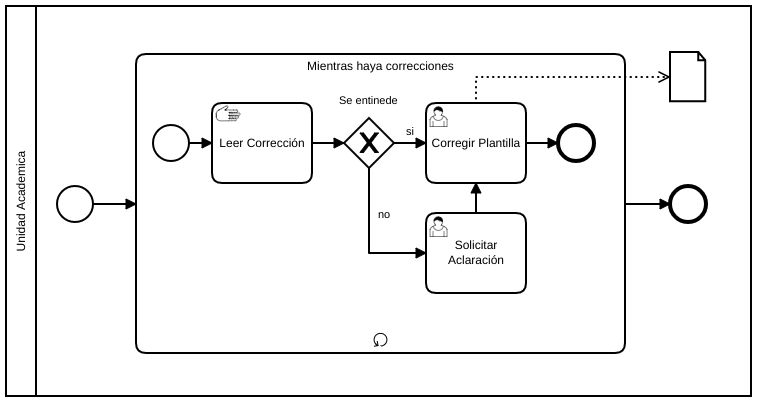 Unidad Academica
Mientras haya correcciones
Se entinede
Leer Corrección
si
Corregir Plantilla
no
Solicitar
Aclaración